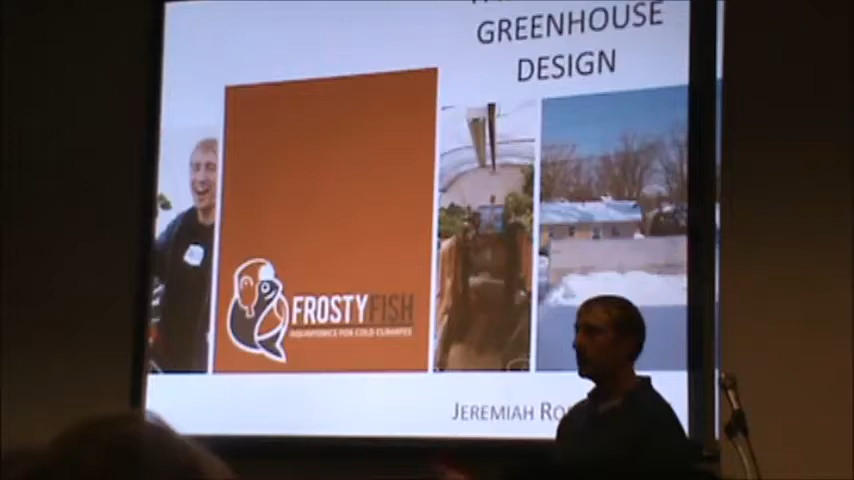 GREENHOUSE
DESIGN
FROSTYFISH
AQUAPONICS FOR COLD CLIMATES
JEREMIAH